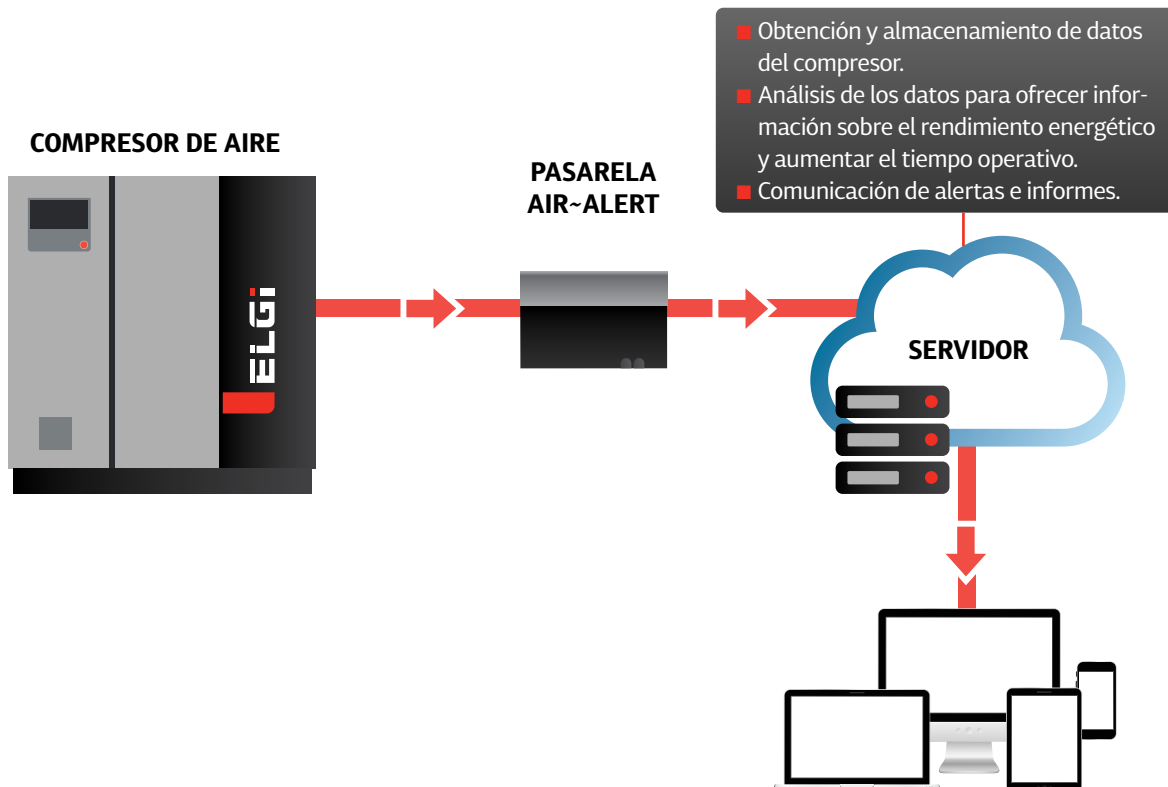 ■ Obtención y almacenamiento de datos
del compresor.
■ Análisis de los datos para ofrecer infor-
mación sobre el rendimiento energético
y aumentar el tiempo operativo.
■ Comunicación de alertas e informes.
COMPRESOR DE AIRE
PASARELA
AIR~ALERT
ELGi
SERVIDOR